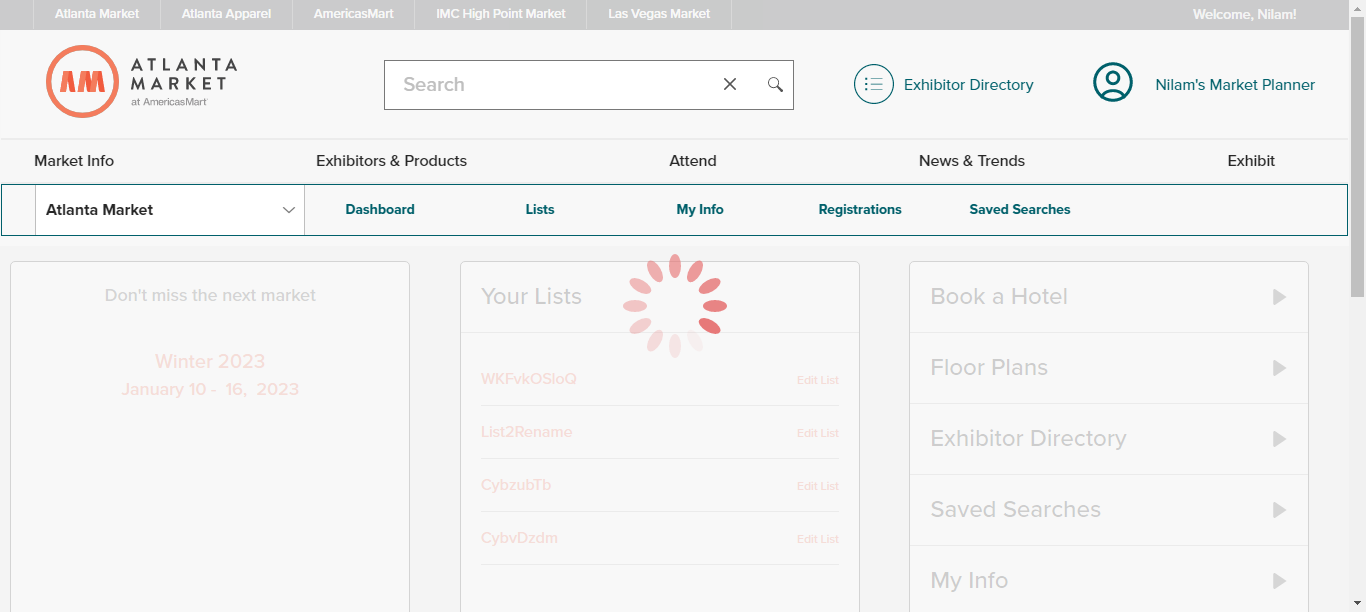 Atlanta Market
Atlanta Apparel
AmericasMart
IMC High Point Market
Las Vegas Market
Welcome, Nilam!
ATLANTA
MARKET
at AmericasMart
Search
Exhibitor Directory
Nilam's Market Planner
Market Info
Exhibitors & Products
Attend
News & Trends
Exhibit
Atlanta Market
Dashboard
Lists
My Info
Registrations
Saved Searches
Don't miss the next market
Winter 2023
January 10 - 16, 2023
Your Lists
WKFvkOSloQ
Edit List
List2Rename
Edit List
CybzubTb
Edit List
CybvDzdm
Edit List
Book a Hotel
Floor Plans
Exhibitor Directory
Saved Searches
My Info